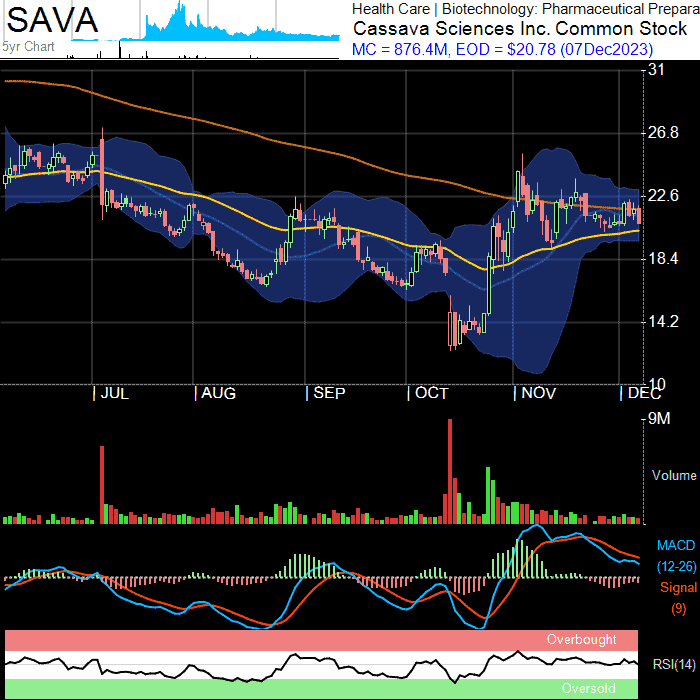 SAVA
5yr Chart
Health Care | Biotechnology: Pharmaceutical Prepara
Cassava Sciences Inc. Common Stock
MC = 876.4M, EOD = $20.78 (07Dec2023)
31
26.8
22.6
18.4
14.2
10
| JUL | AUG | SEP | OCT | NOV | DEC
9M
Volume
MACD
(12-26)
Signal
(9)
Overbought
RSI(14)
Oversold